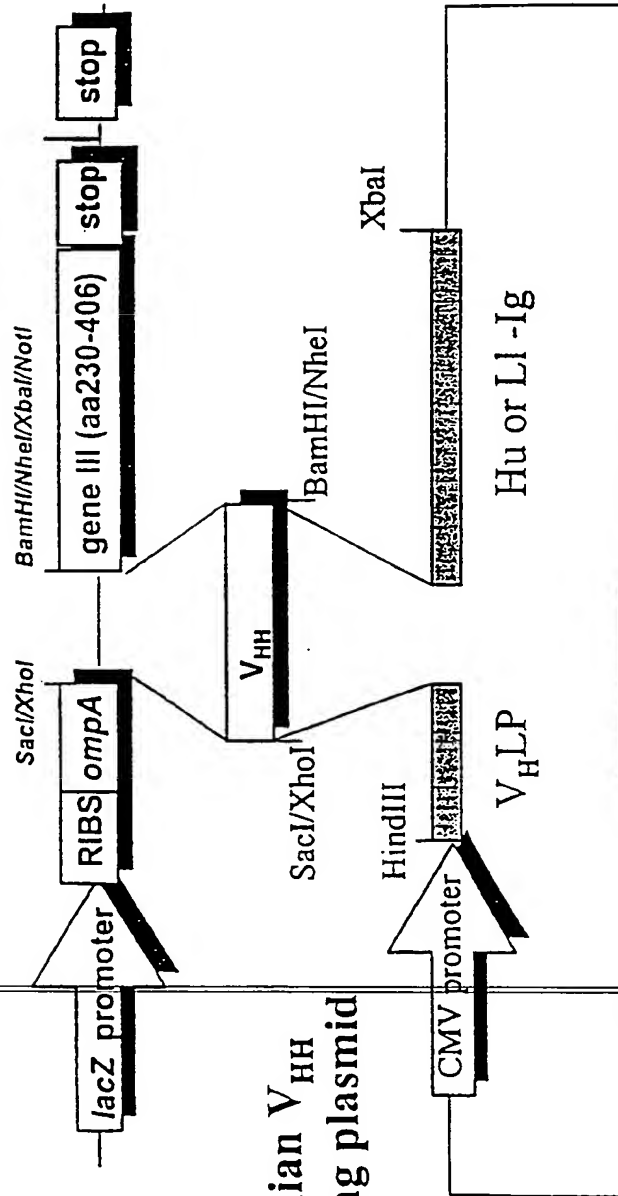 SacI/XhoI
BamHI/NheI/XbaI/NotI
lacZ promoter
RIBS
ompA
gene III (aa230-406)
stop
stop
VHH
SacI/XhoI
BamHI/NheI
ian VHH
ng plasmid
HindIII
XbaI
CMV promoter
VHLP
Hu or Ll -Ig